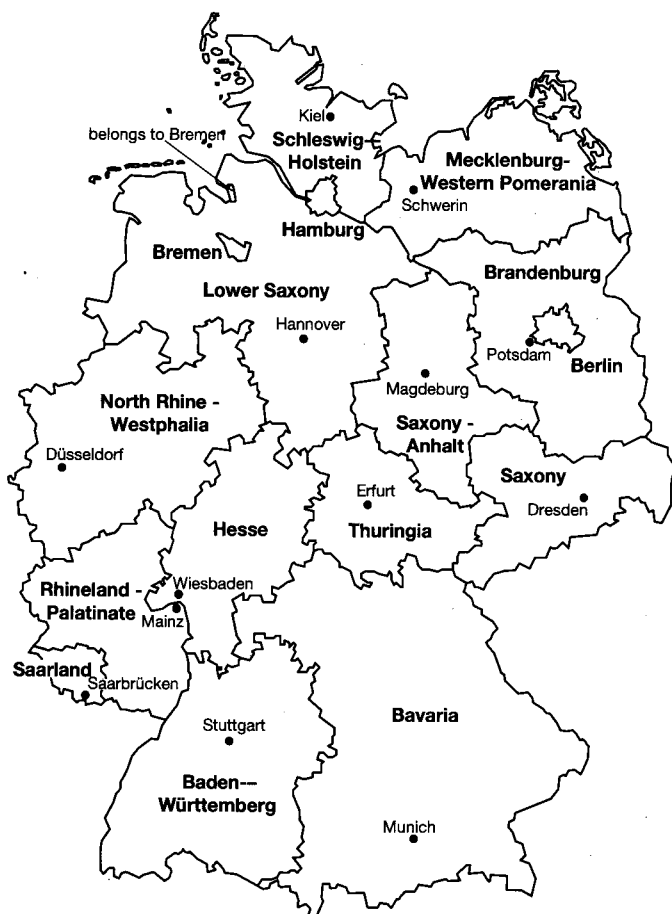 Kiel
belongs to Bremen
Schleswig-
Holstein
Mecklenburg-
Western Pomerania
Schwerin
Hamburg
Bremen
Brandenburg
Lower Saxony
Hannover
Potsdam
Berlin
Magdeburg
North Rhine -
Westphalia
Saxony -
Anhalt
Düsseldorf
Saxony
Erfurt
Dresden
Hesse
Thuringia
Rhineland -
Palatinate
Wiesbaden
Mainz
Saarland
Saarbrücken
Bavaria
Stuttgart
Baden--
Württemberg
Munich